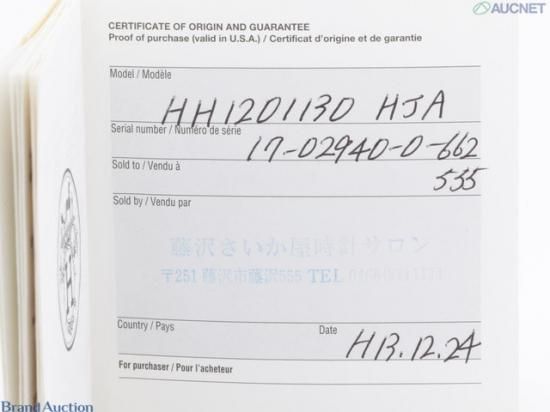 AUCNET
CERTIFICATE OF ORIGIN AND GUARANTEE
Proof of purchase (valid in U.S.A.) / Certificat d'origine et de garantie
Model / Modèle
HH1201130 HJA
Serial number / Numéro de série
17-02940-0-662
Sold to / Vendu à
555
Sold by / Vendu par
藤沢さいか屋時計サロン
〒251 藤沢市藤沢555 TEL
Country / Pays
Date
H13.12.24
For purchaser / Pour l'acheteur
Brand Auction